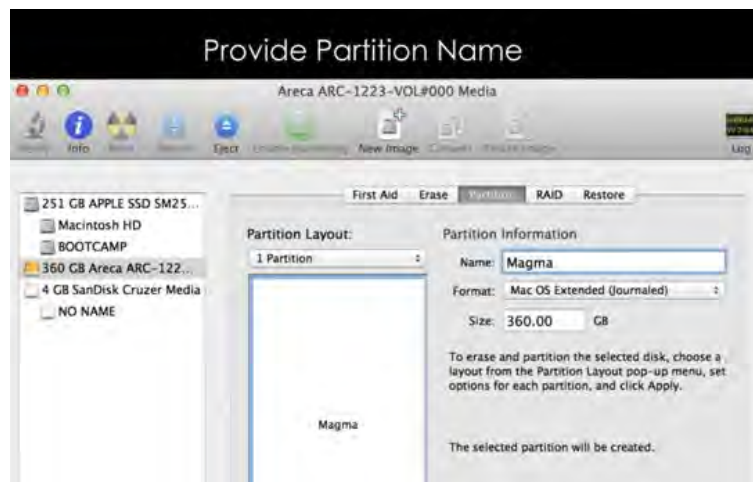 Provide Partition Name
Areca ARC-1223-VOL#000 Media
Info
Eject
New Image
Log
First Aid Erase Partition RAID Restore
251 GB APPLE SSD SM25...
Macintosh HD
BOOTCAMP
360 GB Areca ARC-122...
4 GB SanDisk Cruzer Media
NO NAME
Partition Layout:
1 Partition
Magma
Partition Information
Name: Magma
Format: Mac OS Extended (Journaled)
Size: 360.00 GB
To erase and partition the selected disk, choose a
layout from the Partition Layout pop-up menu, set
options for each partition, and click Apply.
The selected partition will be created.